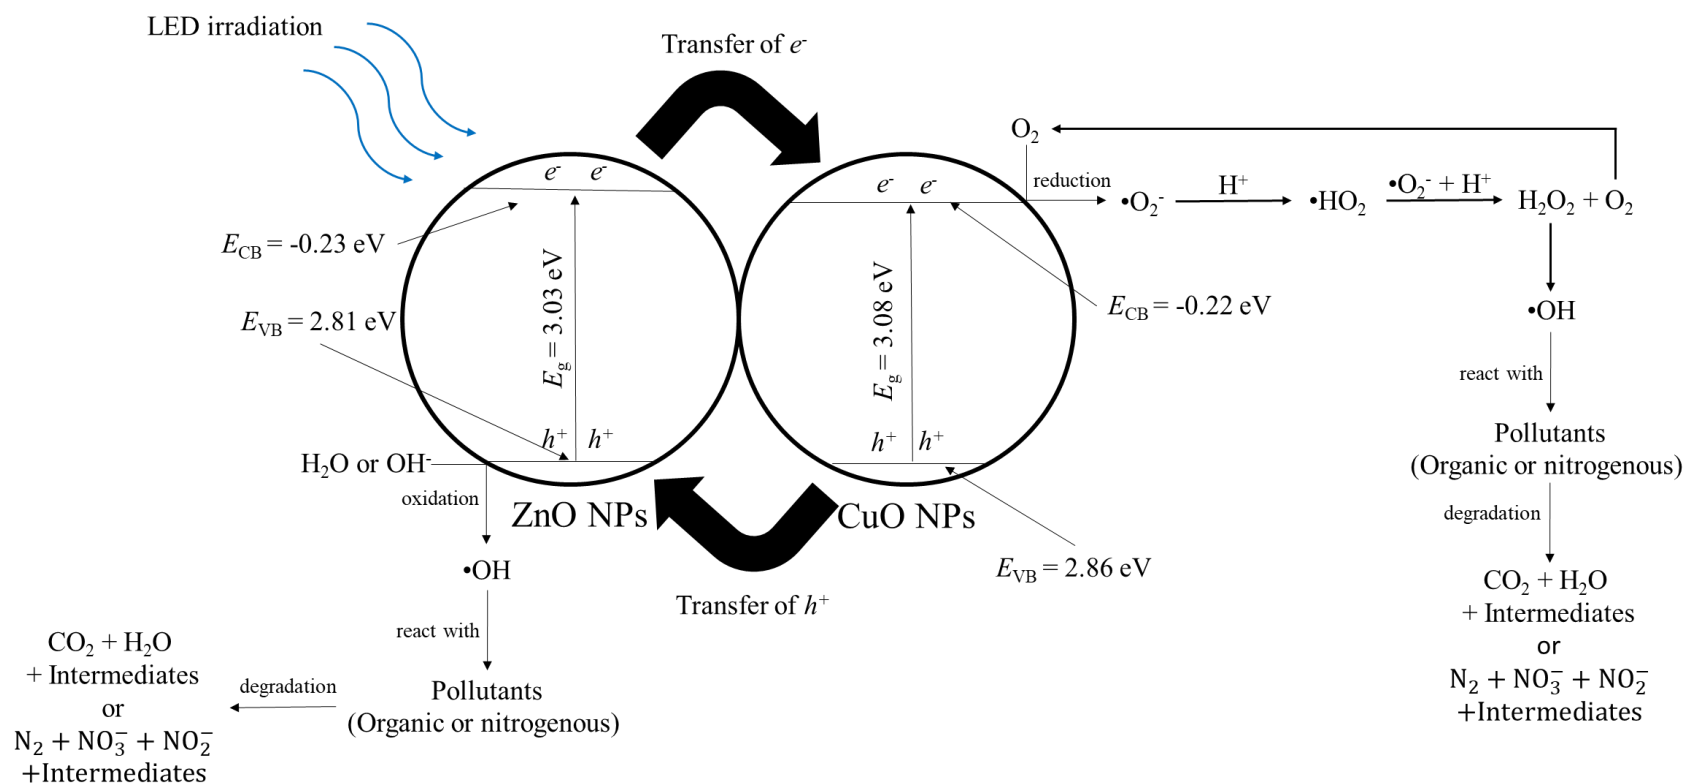 LED irradiation
Transfer of e-
O2
reduction
•O2-
H+
•HO2
•O2- + H+
H2O2 + O2
e- e-
e- e-
ECB = -0.23 eV
EVB = 2.81 eV
Eg = 3.03 eV
Eg = 3.08 eV
ECB = -0.22 eV
•OH
react with
Pollutants
(Organic or nitrogenous)
degradation
CO2 + H2O
+ Intermediates
or
N2 + NO3− + NO2−
+Intermediates
h+ h+
h+ h+
H2O or OH-
oxidation
ZnO NPs
CuO NPs
EVB = 2.86 eV
Transfer of h+
•OH
react with
Pollutants
(Organic or nitrogenous)
degradation
CO2 + H2O
+ Intermediates
or
N2 + NO3− + NO2−
+Intermediates